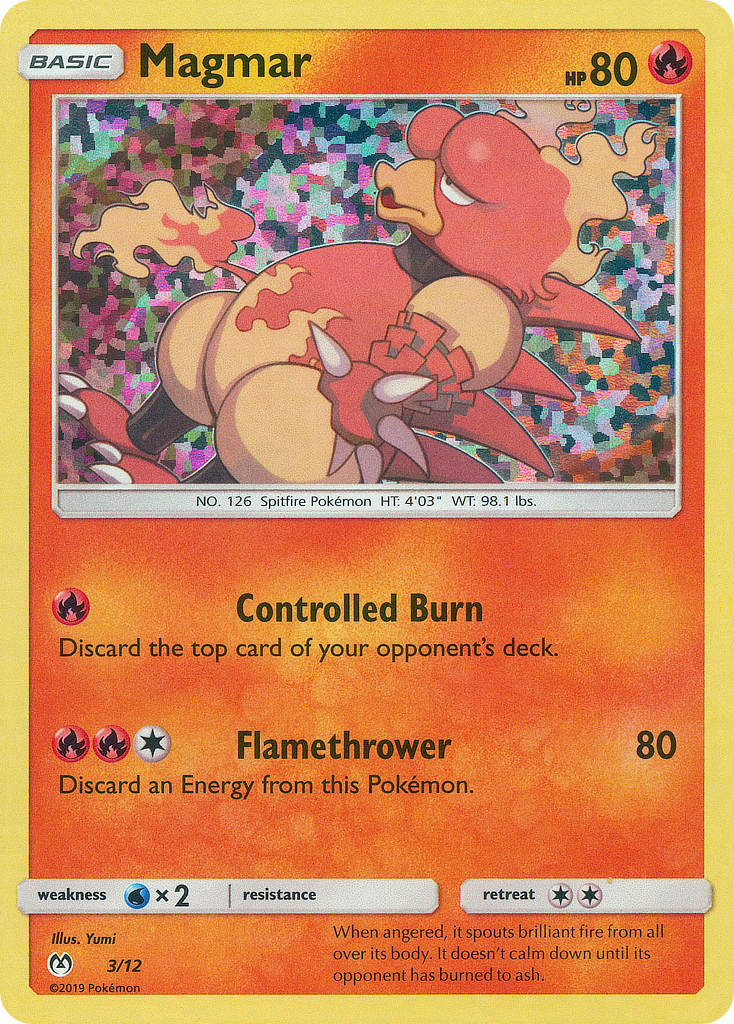 BASIC Magmar HP 80
NO. 126 Spitfire Pokémon HT: 4'03" WT: 98.1 lbs.
Controlled Burn
Discard the top card of your opponent's deck.
Flamethrower 80
Discard an Energy from this Pokémon.
weakness × 2 resistance retreat
Illus. Yumi
3/12
©2019 Pokémon
When angered, it spouts brilliant fire from all
over its body. It doesn't calm down until its
opponent has burned to ash.